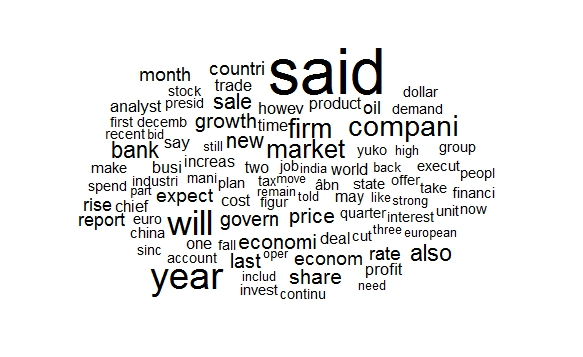 said
month countri
stock trade dollar
analyst presid sale howev product oil demand
first decemb growth time firm compani
recent bid say still new market
bank yuko high group
make busi increas two job india world back execut peopl
spend industri mani plan tax move âbn state offer take financi
part remain
rise chief expect cost figur told may like strong
report euro will govern price quarter interest unit now
china three european
sinc one fall economi deal cut
account last oper econom rate also
year includ share profit
invest continu need